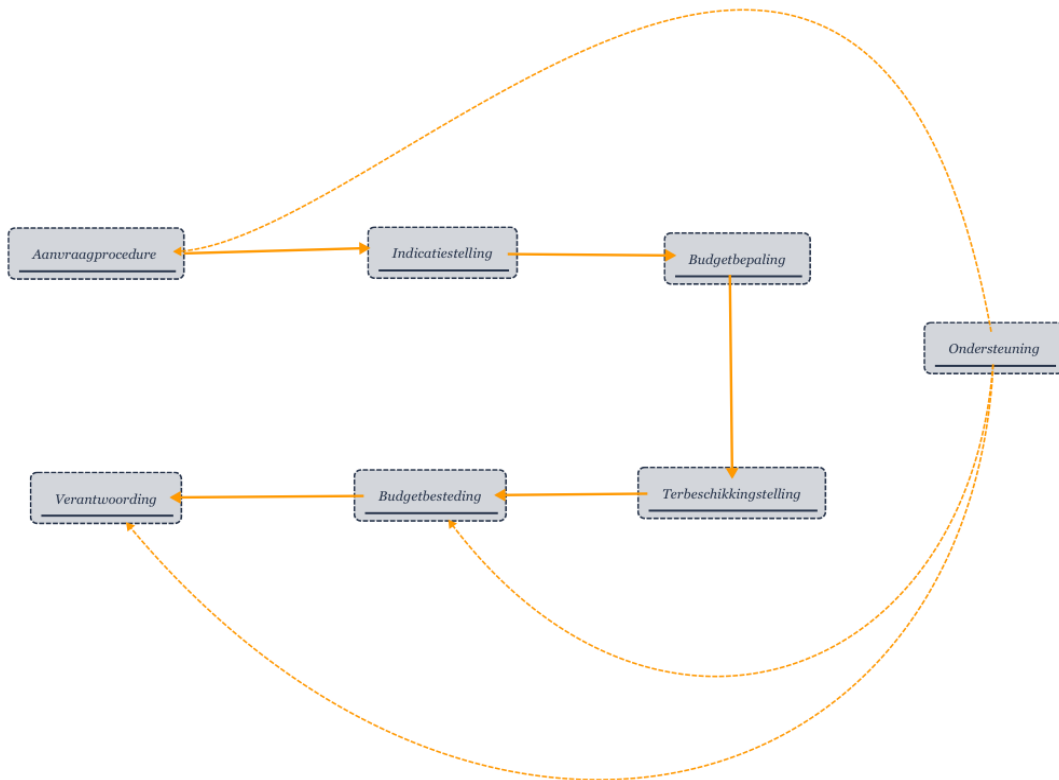 Aanvraagprocedure
Indicatiestelling
Budgetbepaling
Ondersteuning
Verantwoording
Budgetbesteding
Terbeschikkingstelling